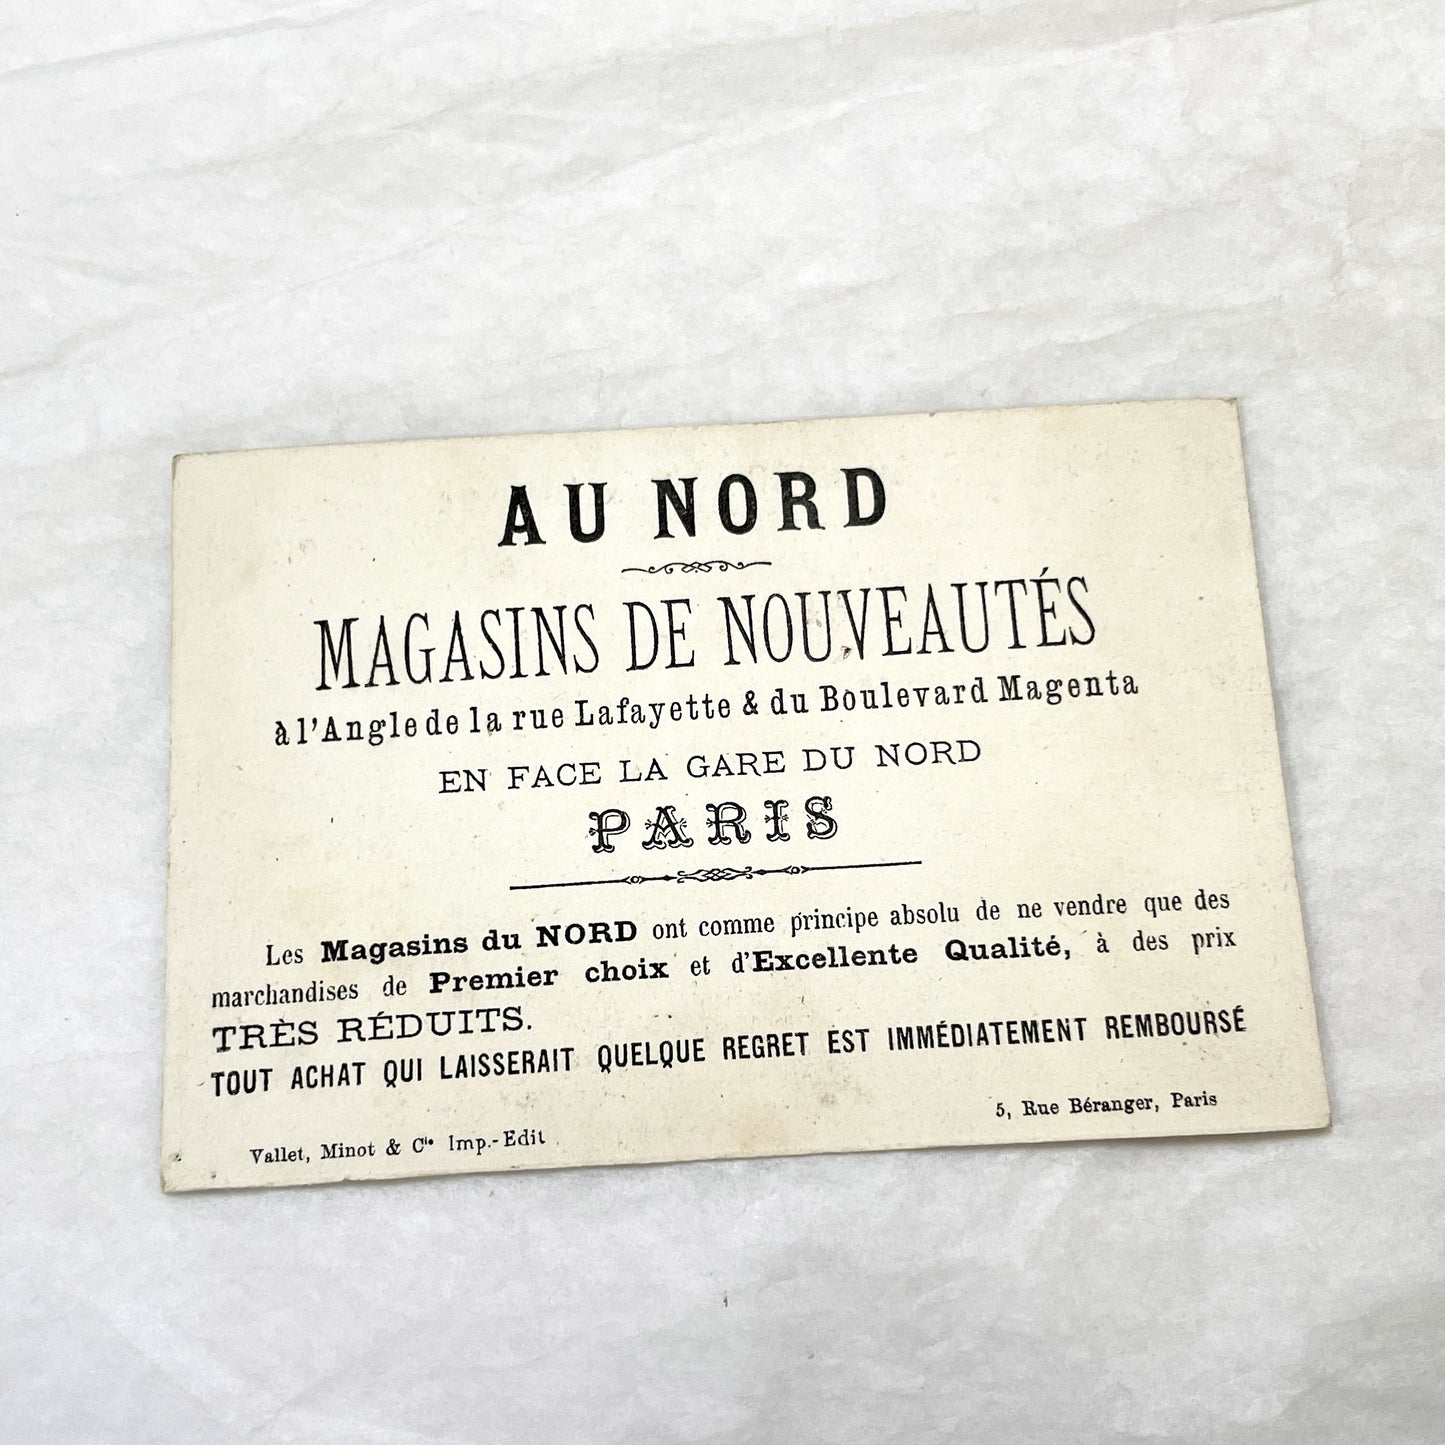 AU NORD
MAGASINS DE NOUVEAUTÉS
à l'Angle de la rue Lafayette & du Boulevard Magenta
EN FACE LA GARE DU NORD
PARIS
Les Magasins du NORD ont comme principe absolu de ne vendre que des
marchandises de Premier choix et d'Excellente Qualité, à des prix
TRÈS RÉDUITS.
TOUT ACHAT QUI LAISSERAIT QUELQUE REGRET EST IMMÉDIATEMENT REMBOURSÉ
Vallet, Minot & Cie Imp.-Edit
5, Rue Béranger, Paris